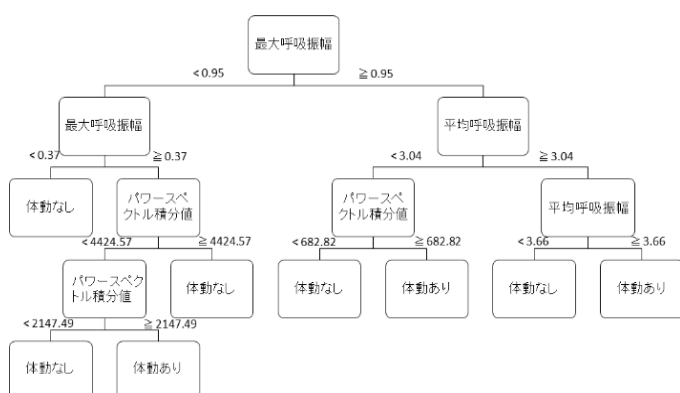 最大呼吸振幅
<0.95
≧0.95
最大呼吸振幅
平均呼吸振幅
<0.37
≧0.37
<3.04
≧3.04
体動なし
パワースペ
クトル積分値
パワースペ
クトル積分値
平均呼吸振幅
<4424.57
≧4424.57
<682.82
≧682.82
<3.66
≧3.66
パワースペク
トル積分値
体動なし
体動なし
体動あり
体動なし
体動あり
<2147.49
≧2147.49
体動なし
体動あり